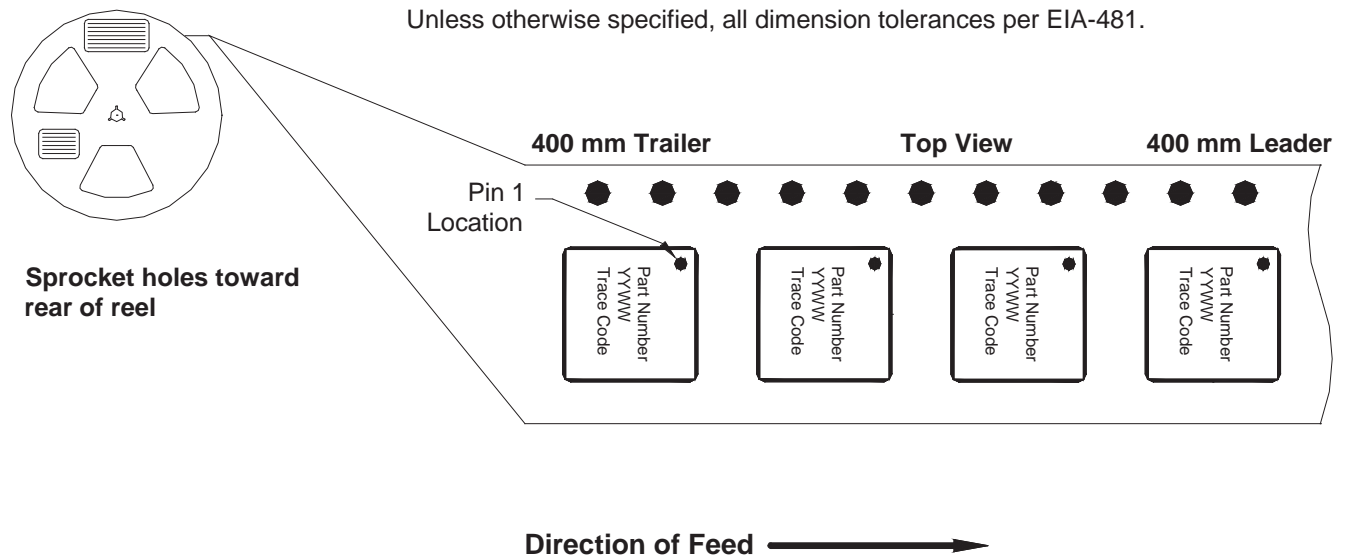 Unless otherwise specified, all dimension tolerances per EIA-481.
400 mm Trailer
Top View
400 mm Leader
Pin 1
Location
Sprocket holes toward
rear of reel
Part Number
YYWW
Trace Code
Part Number
YYWW
Trace Code
Part Number
YYWW
Trace Code
Part Number
YYWW
Trace Code
Direction of Feed